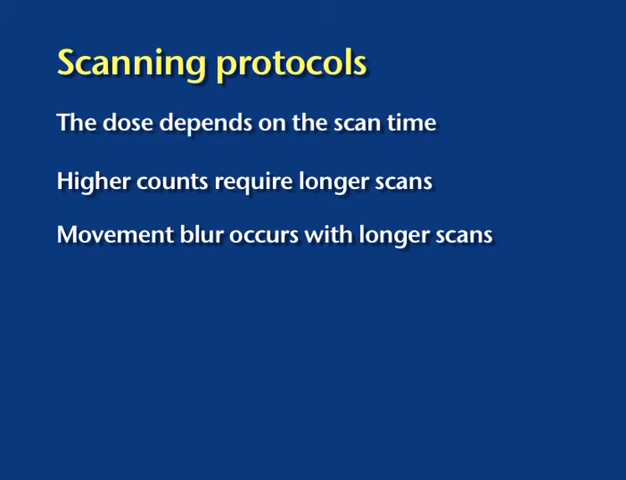 Scanning protocols
The dose depends on the scan time
Higher counts require longer scans
Movement blur occurs with longer scans